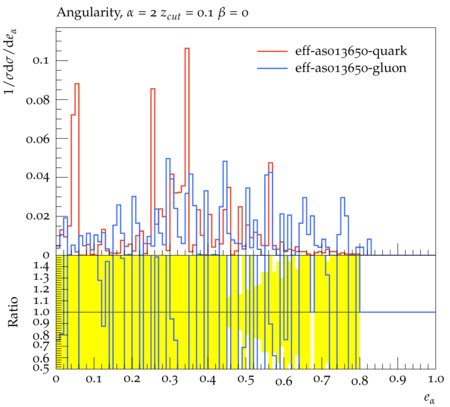 Angularity, α = 2 z_cut = 0.1 β = 0
1/σdσ/de_α
eff-as013650-quark
eff-as013650-gluon
0.1
0.08
0.06
0.04
0.02
0
Ratio
1.4
1.3
1.2
1.1
1.0
0.9
0.8
0.7
0.6
0.5
0 0.1 0.2 0.3 0.4 0.5 0.6 0.7 0.8 0.9 1.0
e_α